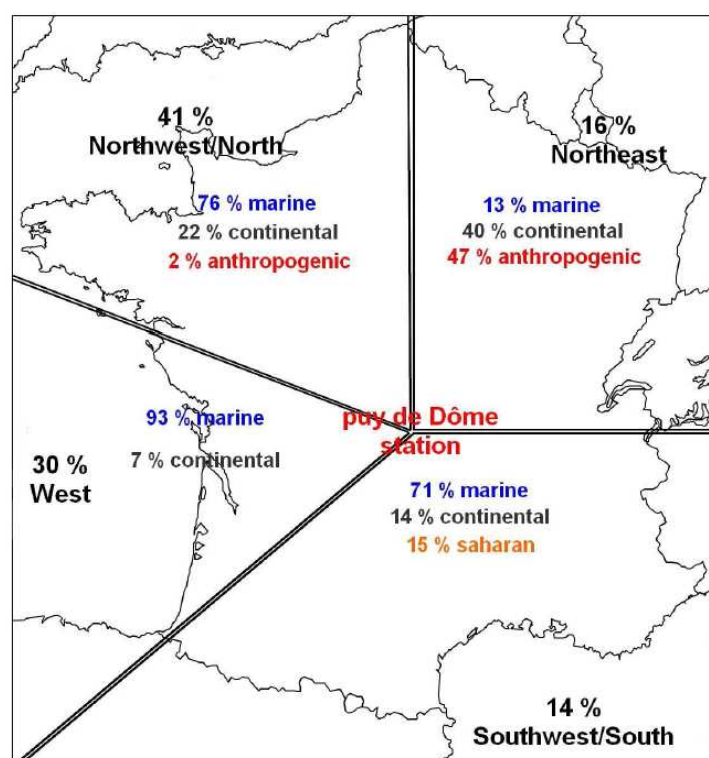 41 %
Northwest/North
76 % marine
22 % continental
2 % anthropogenic
16 %
Northeast
13 % marine
40 % continental
47 % anthropogenic
puy de Dôme
station
93 % marine
7 % continental
30 %
West
71 % marine
14 % continental
15 % saharan
14 %
Southwest/South